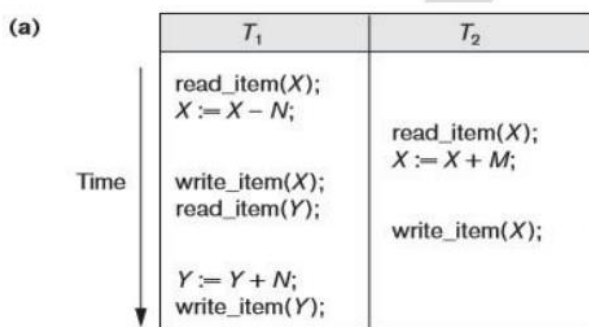 (a)
T1 T2
read_item(X);
X := X – N;
read_item(X);
X := X + M;
Time
write_item(X);
read_item(Y);
write_item(X);
Y := Y + N;
write_item(Y);